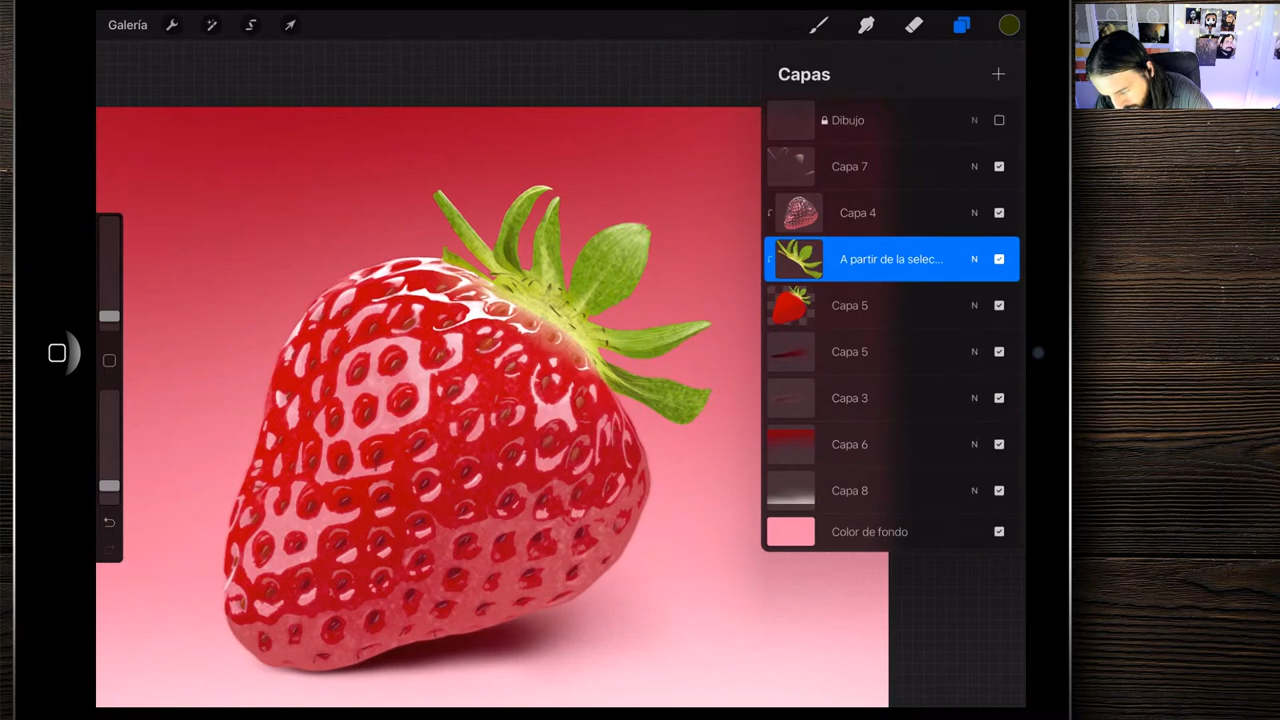 Galería
Capas
Dibujo N
Capa 7 N
Capa 4 N
A partir de la selec... N
Capa 5 N
Capa 5 N
Capa 3 N
Capa 6 N
Capa 8 N
Color de fondo